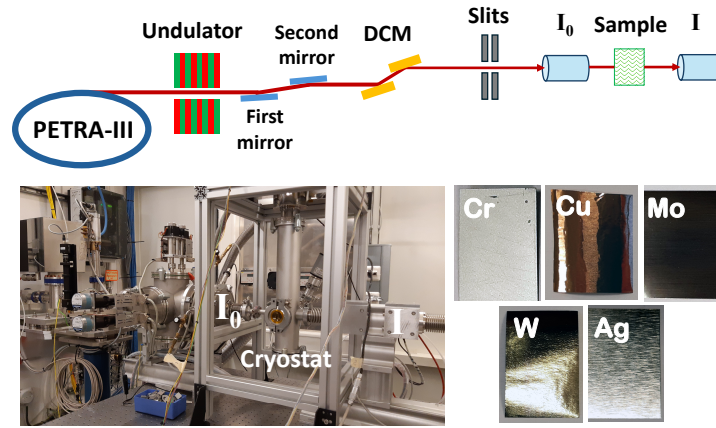 Undulator
Second
mirror
DCM
Slits
I0
Sample
I
PETRA-III
First
mirror
I0
I
Cryostat
Cr
Cu
Mo
W
Ag